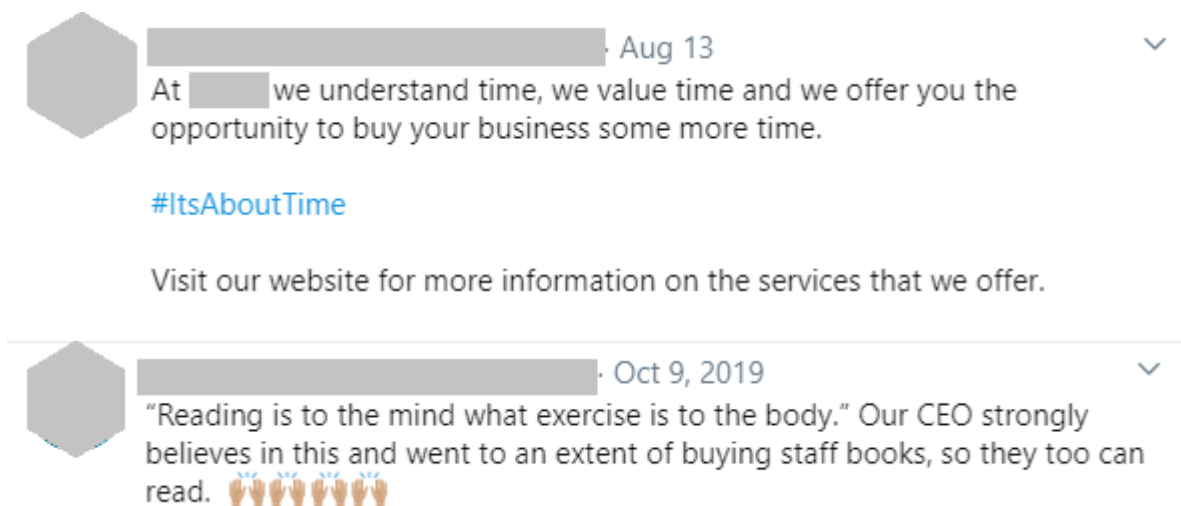 · Aug 13
At we understand time, we value time and we offer you the
opportunity to buy your business some more time.
#ItsAboutTime
Visit our website for more information on the services that we offer.
· Oct 9, 2019
“Reading is to the mind what exercise is to the body.” Our CEO strongly
believes in this and went to an extent of buying staff books, so they too can
read. 🙌🏽🙌🏽🙌🏽🙌🏽